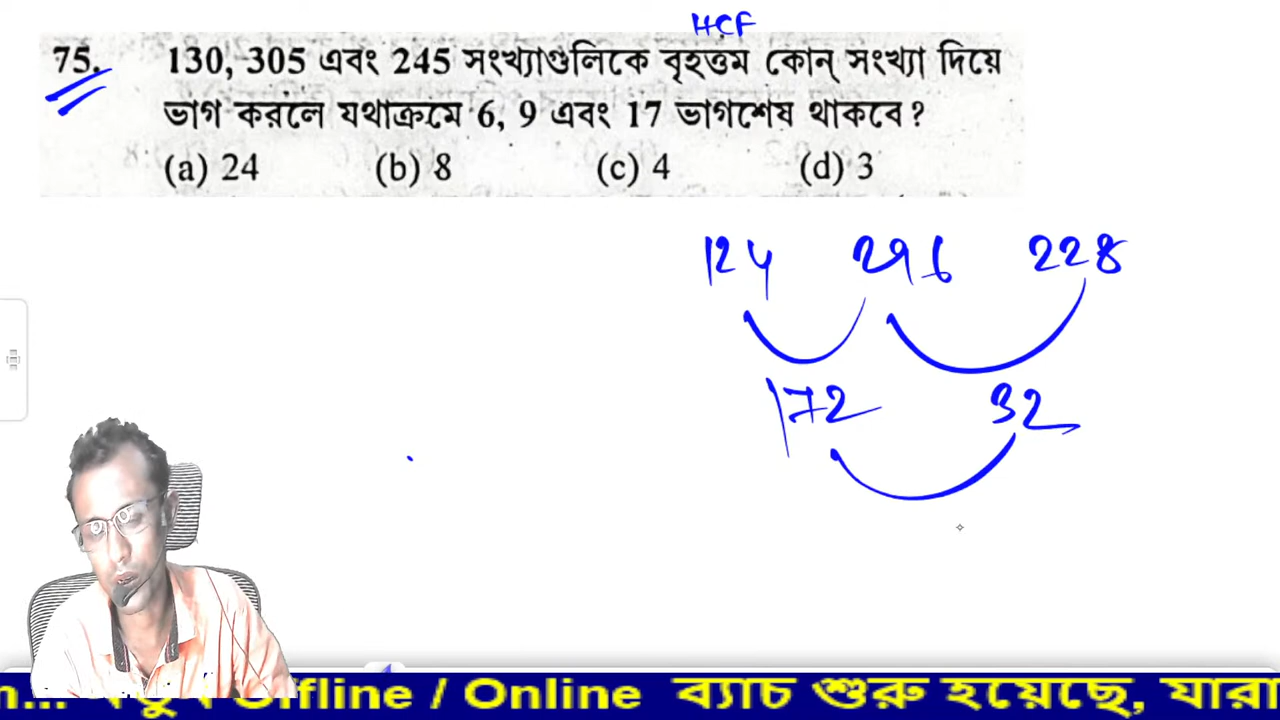 HCF
75. 130, 305 এবং 245 সংখ্যাগুলিকে বৃহত্তম কোন্ সংখ্যা দিয়ে
ভাগ করলে যথাক্রমে 6, 9 এবং 17 ভাগশেষ থাকবে?
(a) 24 (b) 8 (c) 4 (d) 3
124 296 228
172 32
Offline / Online ব্যাচ শুরু হয়েছে, যারা